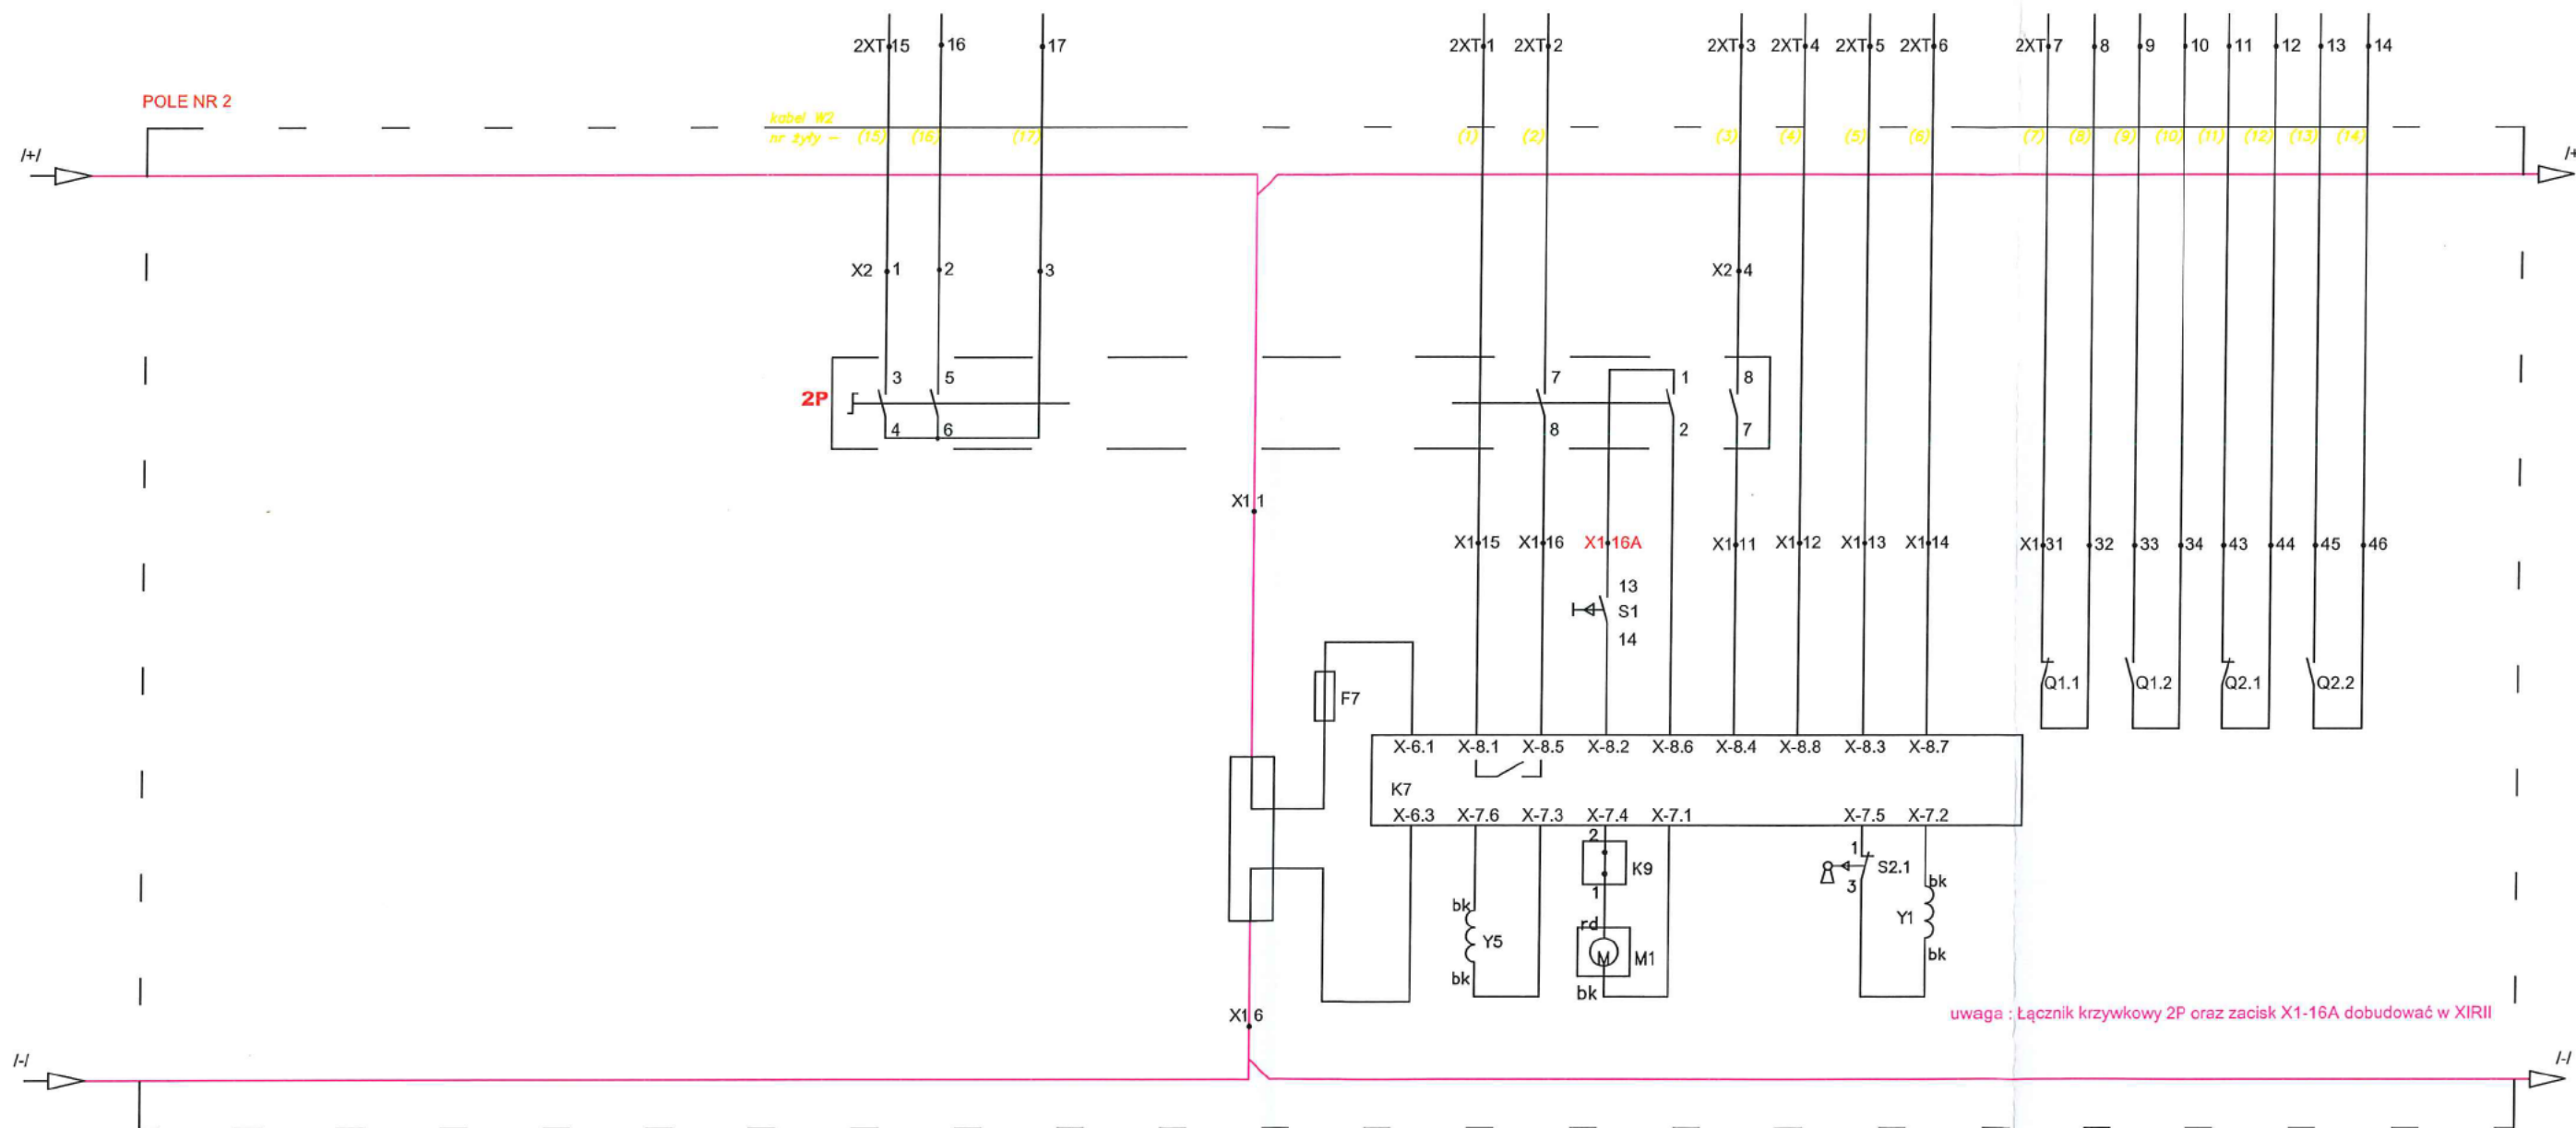 2XT 15 16 17 2XT 1 2XT 2 2XT 3 2XT 4 2XT 5 2XT 6 2XT 7 8 9 10 11 12 13 14
POLE NR 2
kabel W2
nr żyły – (15) (16) (17) (1) (2) (3) (4) (5) (6) (7) (8) (9) (10) (11) (12) (13) (14)
/+/ /+
X2 1 2 3 X2 4
3 5 7 1 8
2P
4 6 8 2 7
X1 1
X1 15 X1 16 X1 16A X1 11 X1 12 X1 13 X1 14 X1 31 32 33 34 43 44 45 46
13
S1
14
F7 Q1.1 Q1.2 Q2.1 Q2.2
X-6.1 X-8.1 X-8.5 X-8.2 X-8.6 X-8.4 X-8.8 X-8.3 X-8.7
K7
X-6.3 X-7.6 X-7.3 X-7.4 X-7.1 X-7.5 X-7.2
2 1
K9 S2.1
1 3 bk
bk rd Y1
Y5 M M1 bk
bk bk
X1 6 uwaga : Łącznik krzywkowy 2P oraz zacisk X1-16A dobudować w XIRII
/-/ /-/